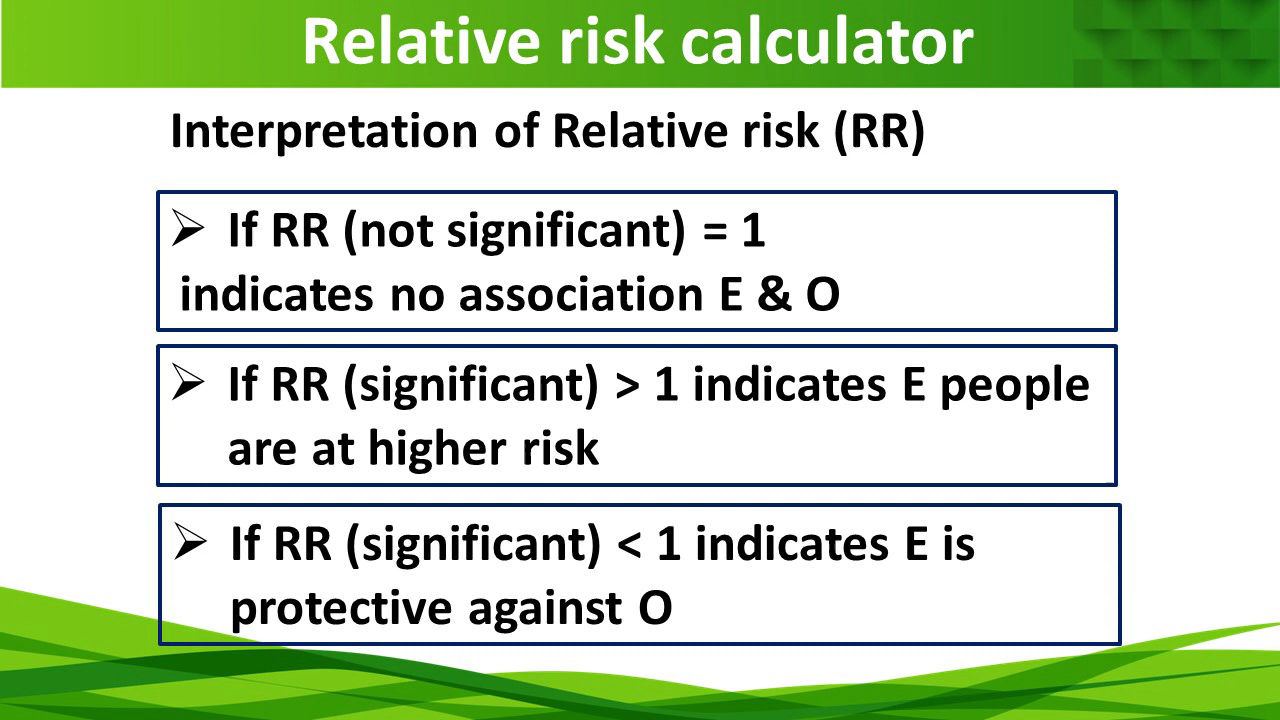 Relative risk calculator
Interpretation of Relative risk (RR)
➢ If RR (not significant) = 1
indicates no association E & O
➢ If RR (significant) > 1 indicates E people
are at higher risk
➢ If RR (significant) < 1 indicates E is
protective against O